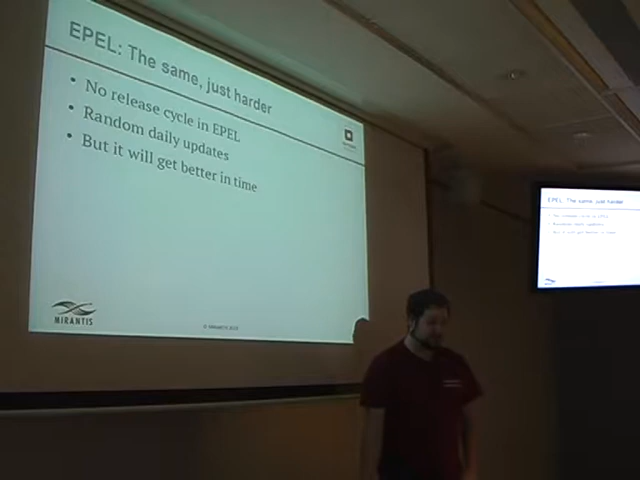 EPEL: The same, just harder
• No release cycle in EPEL
• Random daily updates
• But it will get better in time
MIRANTIS
EPEL: The same, just harder